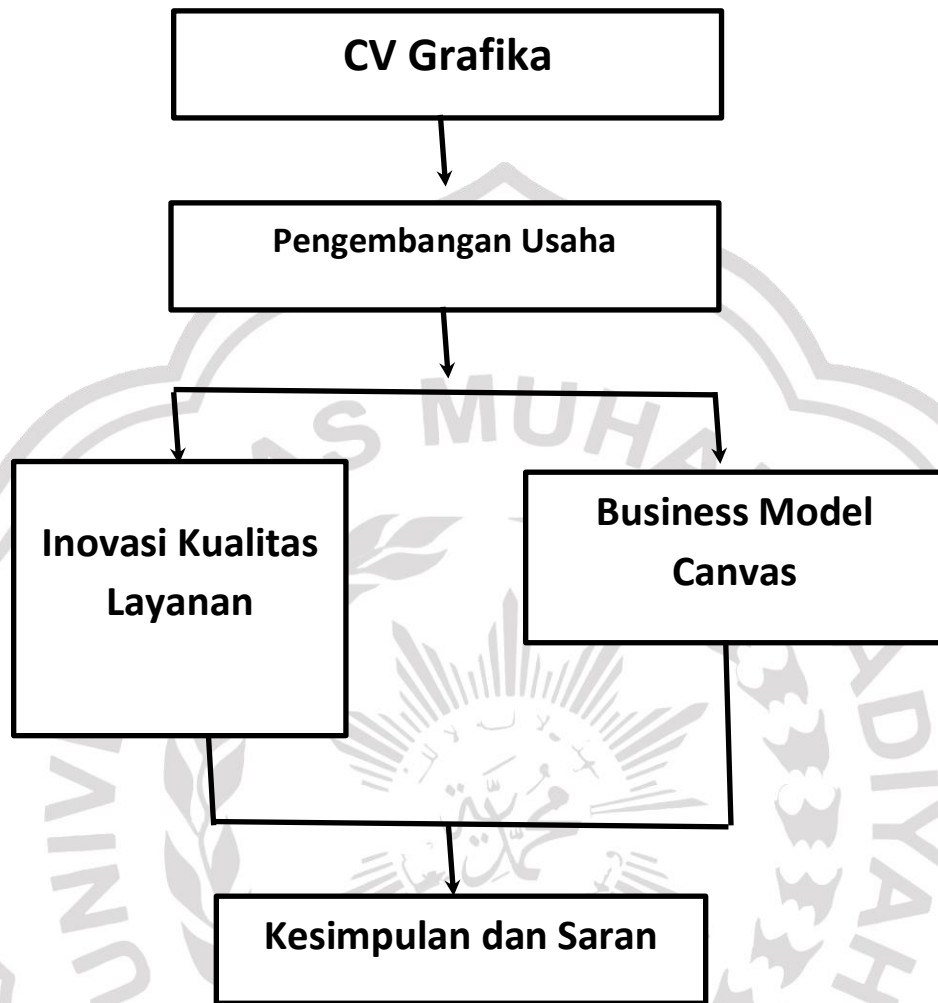 CV Grafika
Pengembangan Usaha
Inovasi Kualitas
Layanan
Business Model
Canvas
Kesimpulan dan Saran